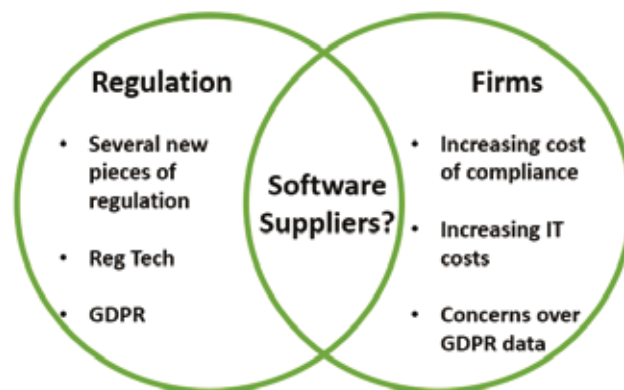 Regulation
• Several new
pieces of
regulation
• Reg Tech
• GDPR
Software
Suppliers?
Firms
• Increasing cost
of compliance
• Increasing IT
costs
• Concerns over
GDPR data